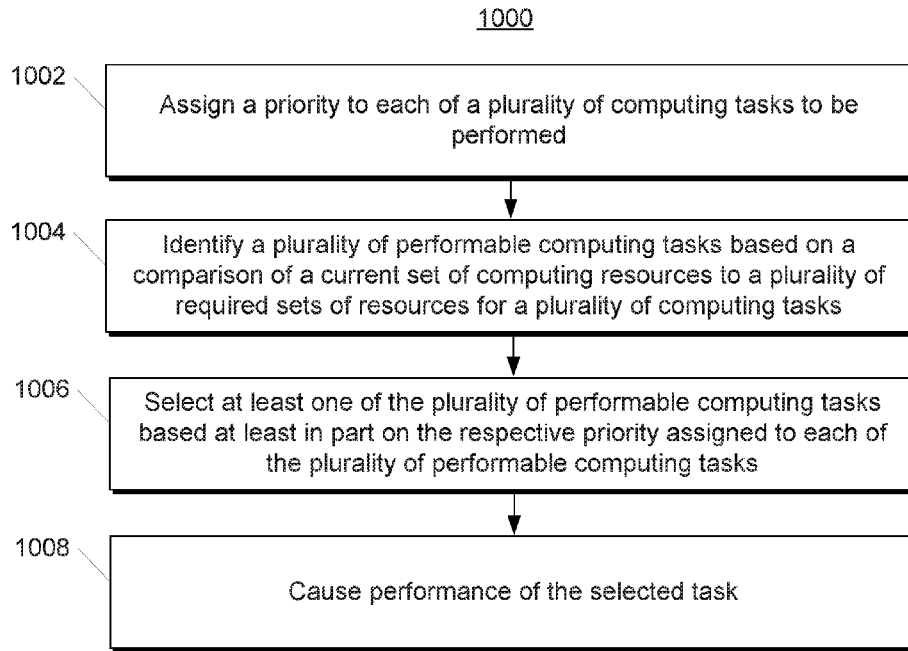 1000
1002
Assign a priority to each of a plurality of computing tasks to be
performed
1004
Identify a plurality of performable computing tasks based on a
comparison of a current set of computing resources to a plurality of
required sets of resources for a plurality of computing tasks
1006
Select at least one of the plurality of performable computing tasks
based at least in part on the respective priority assigned to each of
the plurality of performable computing tasks
1008
Cause performance of the selected task